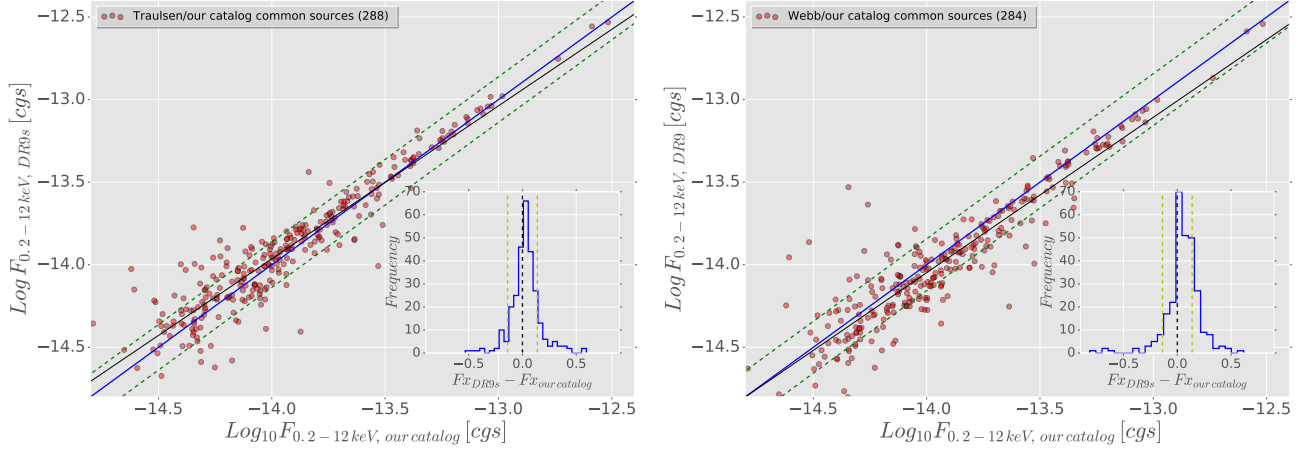 Traulsen/our catalog common sources (288)
−12.5
−13.0
−13.5
−14.0
−14.5
Log F0.2−12 keV, DR9s [cgs]
−14.5 −14.0 −13.5 −13.0 −12.5
Log10F0.2−12 keV, our catalog [cgs]
70
60
50
40
30
20
10
0
Frequency
−0.5 0.0 0.5
FxDR9s − Fxour catalog
Webb/our catalog common sources (284)
−12.5
−13.0
−13.5
−14.0
−14.5
Log F0.2−12 keV, DR9 [cgs]
−14.5 −14.0 −13.5 −13.0 −12.5
Log10F0.2−12 keV, our catalog [cgs]
70
60
50
40
30
20
10
0
Frequency
−0.5 0.0 0.5
FxDR9s − Fxour catalog